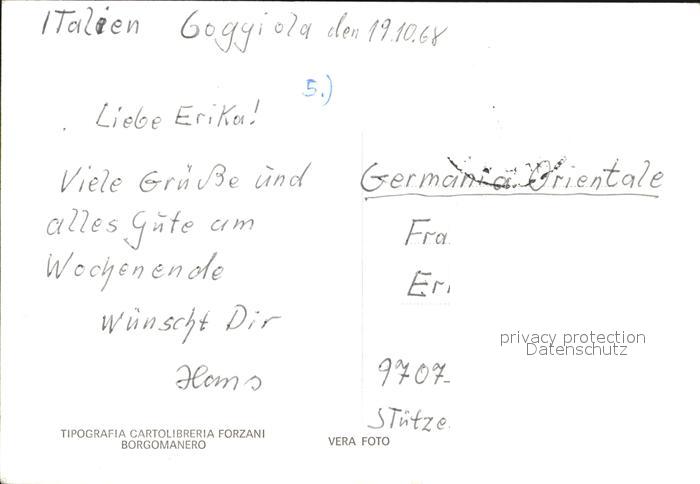 ITalien Goggiola den 19.10.68
5.)
Liebe Erika!
Viele Grüße und
alles Gute am
Wochenende
wünscht Dir
Hans
Germania Orientale
Fra
Eri
9707
STütze
privacy protection
Datenschutz
TIPOGRAFIA CARTOLIBRERIA FORZANI
BORGOMANERO
VERA FOTO